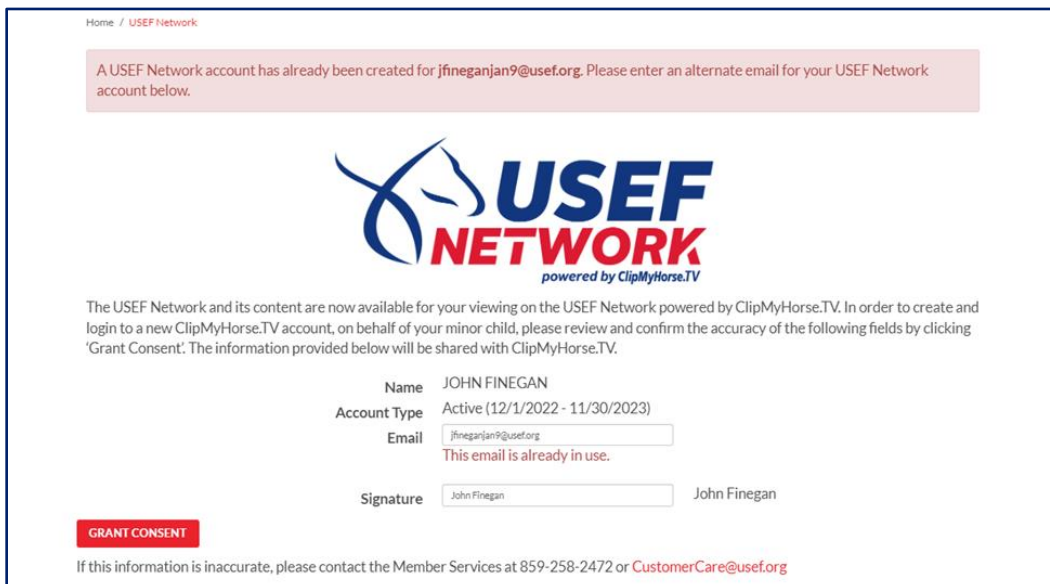 Home / USEF Network
A USEF Network account has already been created for jfineganjan9@usef.org. Please enter an alternate email for your USEF Network
account below.
USEF
NETWORK
powered by ClipMyHorse.TV
The USEF Network and its content are now available for your viewing on the USEF Network powered by ClipMyHorse.TV. In order to create and
login to a new ClipMyHorse.TV account, on behalf of your minor child, please review and confirm the accuracy of the following fields by clicking
'Grant Consent'. The information provided below will be shared with ClipMyHorse.TV.
Name JOHN FINEGAN
Account Type Active (12/1/2022 - 11/30/2023)
Email jfineganjan9@usef.org
This email is already in use.
Signature John Finegan John Finegan
GRANT CONSENT
If this information is inaccurate, please contact the Member Services at 859-258-2472 or CustomerCare@usef.org